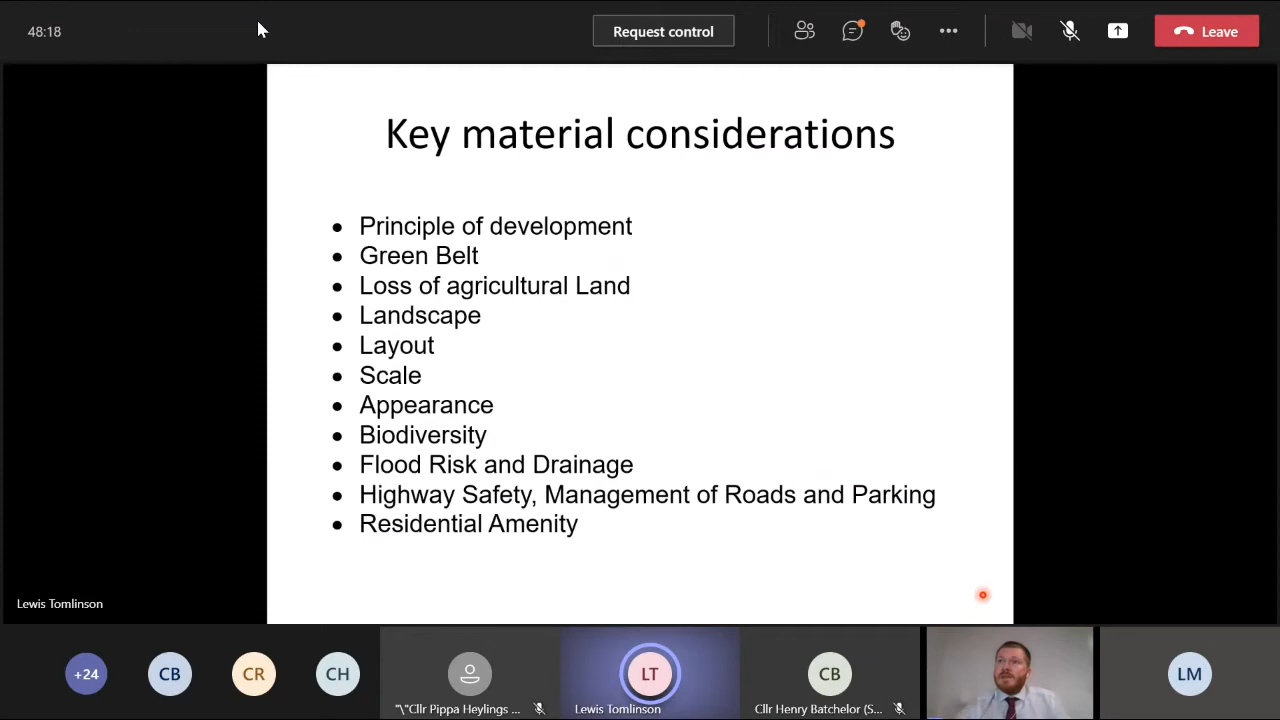 48:18
Request control
Leave
Key material considerations
• Principle of development
• Green Belt
• Loss of agricultural Land
• Landscape
• Layout
• Scale
• Appearance
• Biodiversity
• Flood Risk and Drainage
• Highway Safety, Management of Roads and Parking
• Residential Amenity
Lewis Tomlinson
+24
CB
CR
CH
LT
CB
LM
"\"Cllr Pippa Heylings ...
Lewis Tomlinson
Cllr Henry Batchelor (S...